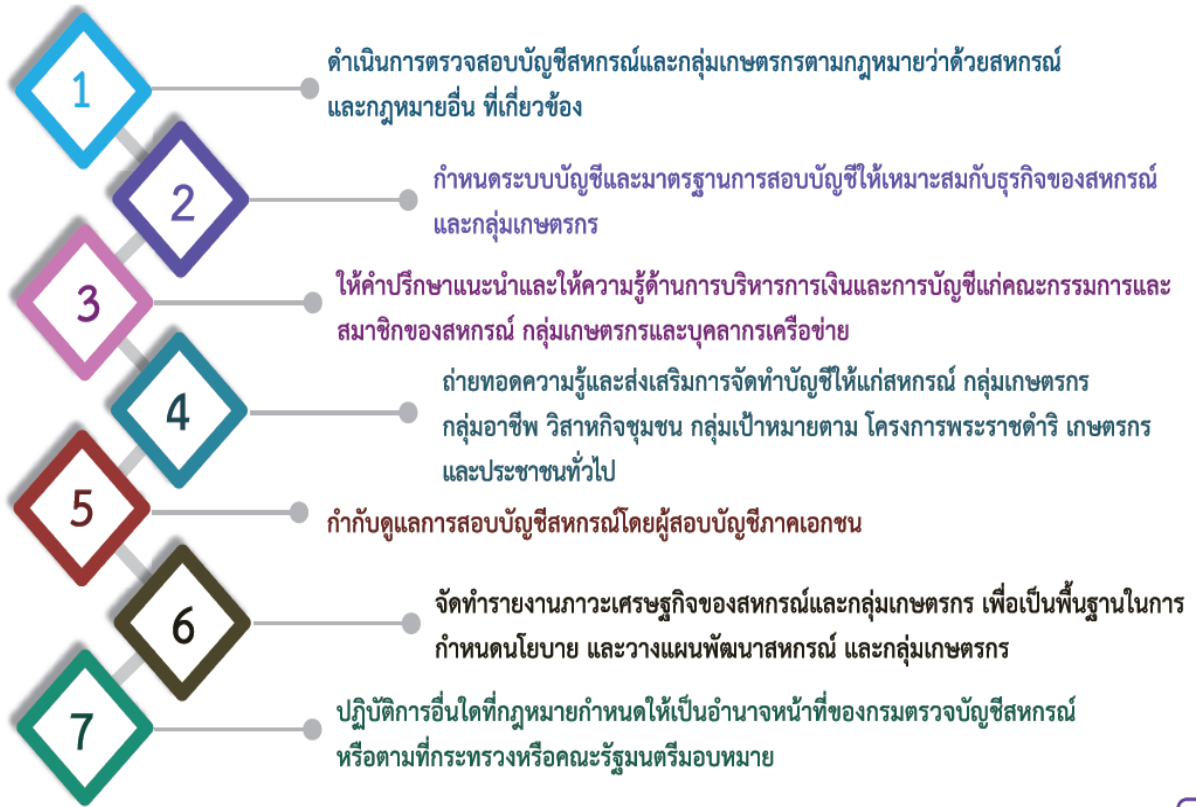 1
ดำเนินการตรวจสอบบัญชีสหกรณ์และกลุ่มเกษตรกรตามกฎหมายว่าด้วยสหกรณ์
และกฎหมายอื่น ที่เกี่ยวข้อง
2
กำหนดระบบบัญชีและมาตรฐานการสอบบัญชีให้เหมาะสมกับธุรกิจของสหกรณ์
และกลุ่มเกษตรกร
3
ให้คำปรึกษาแนะนำและให้ความรู้ด้านการบริหารการเงินและการบัญชีแก่คณะกรรมการและ
สมาชิกของสหกรณ์ กลุ่มเกษตรกรและบุคลากรเครือข่าย
4
ถ่ายทอดความรู้และส่งเสริมการจัดทำบัญชีให้แก่สหกรณ์ กลุ่มเกษตรกร
กลุ่มอาชีพ วิสาหกิจชุมชน กลุ่มเป้าหมายตาม โครงการพระราชดำริ เกษตรกร
และประชาชนทั่วไป
5
กำกับดูแลการสอบบัญชีสหกรณ์โดยผู้สอบบัญชีภาคเอกชน
6
จัดทำรายงานภาวะเศรษฐกิจของสหกรณ์และกลุ่มเกษตรกร เพื่อเป็นพื้นฐานในการ
กำหนดนโยบาย และวางแผนพัฒนาสหกรณ์ และกลุ่มเกษตรกร
7
ปฏิบัติการอื่นใดที่กฎหมายกำหนดให้เป็นอำนาจหน้าที่ของกรมตรวจบัญชีสหกรณ์
หรือตามที่กระทรวงหรือคณะรัฐมนตรีมอบหมาย